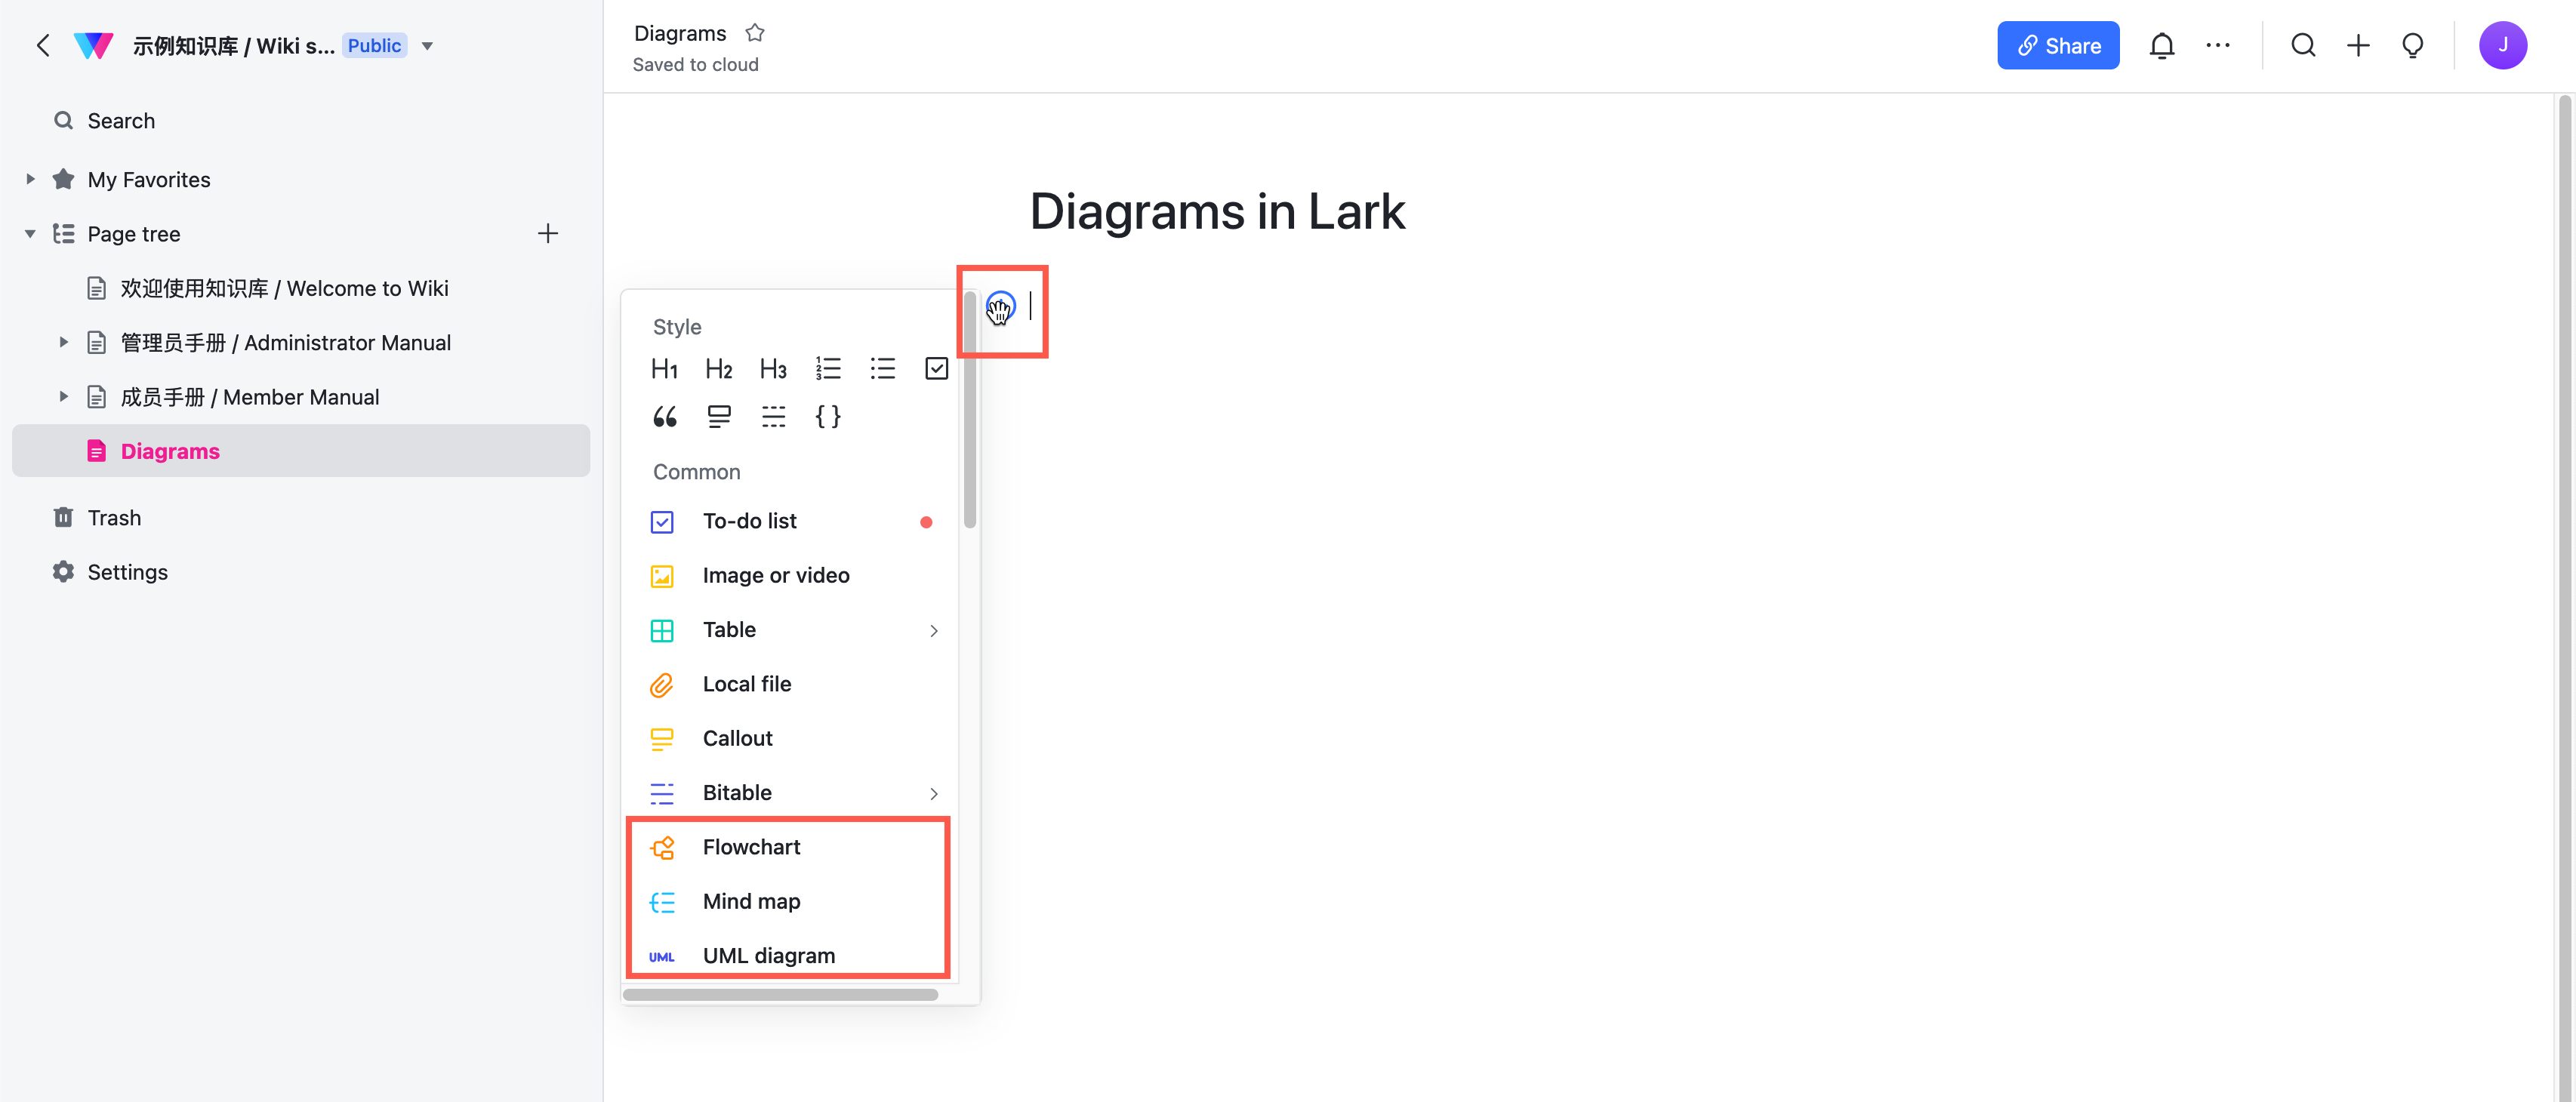 示例知识库 / Wiki s... Public
Search
My Favorites
Page tree
欢迎使用知识库 / Welcome to Wiki
管理员手册 / Administrator Manual
成员手册 / Member Manual
Diagrams
Trash
Settings
Diagrams
Saved to cloud
Share
J
Diagrams in Lark
Style
H1 H2 H3
Common
To-do list
Image or video
Table
Local file
Callout
Bitable
Flowchart
Mind map
UML UML diagram